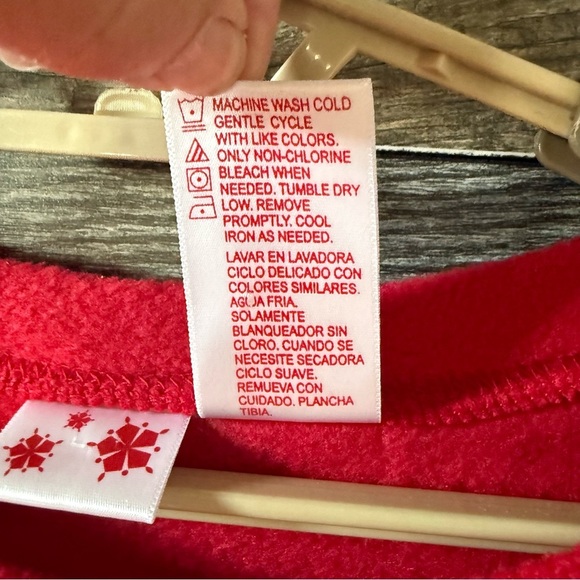 MACHINE WASH COLD
GENTLE CYCLE
WITH LIKE COLORS.
ONLY NON-CHLORINE
BLEACH WHEN
NEEDED. TUMBLE DRY
LOW. REMOVE
PROMPTLY. COOL
IRON AS NEEDED.
LAVAR EN LAVADORA
CICLO DELICADO CON
COLORES SIMILARES.
AGUA FRIA.
SOLAMENTE
BLANQUEADOR SIN
CLORO. CUANDO SE
NECESITE SECADORA
CICLO SUAVE.
REMUEVA CON
CUIDADO. PLANCHA
TIBIA.